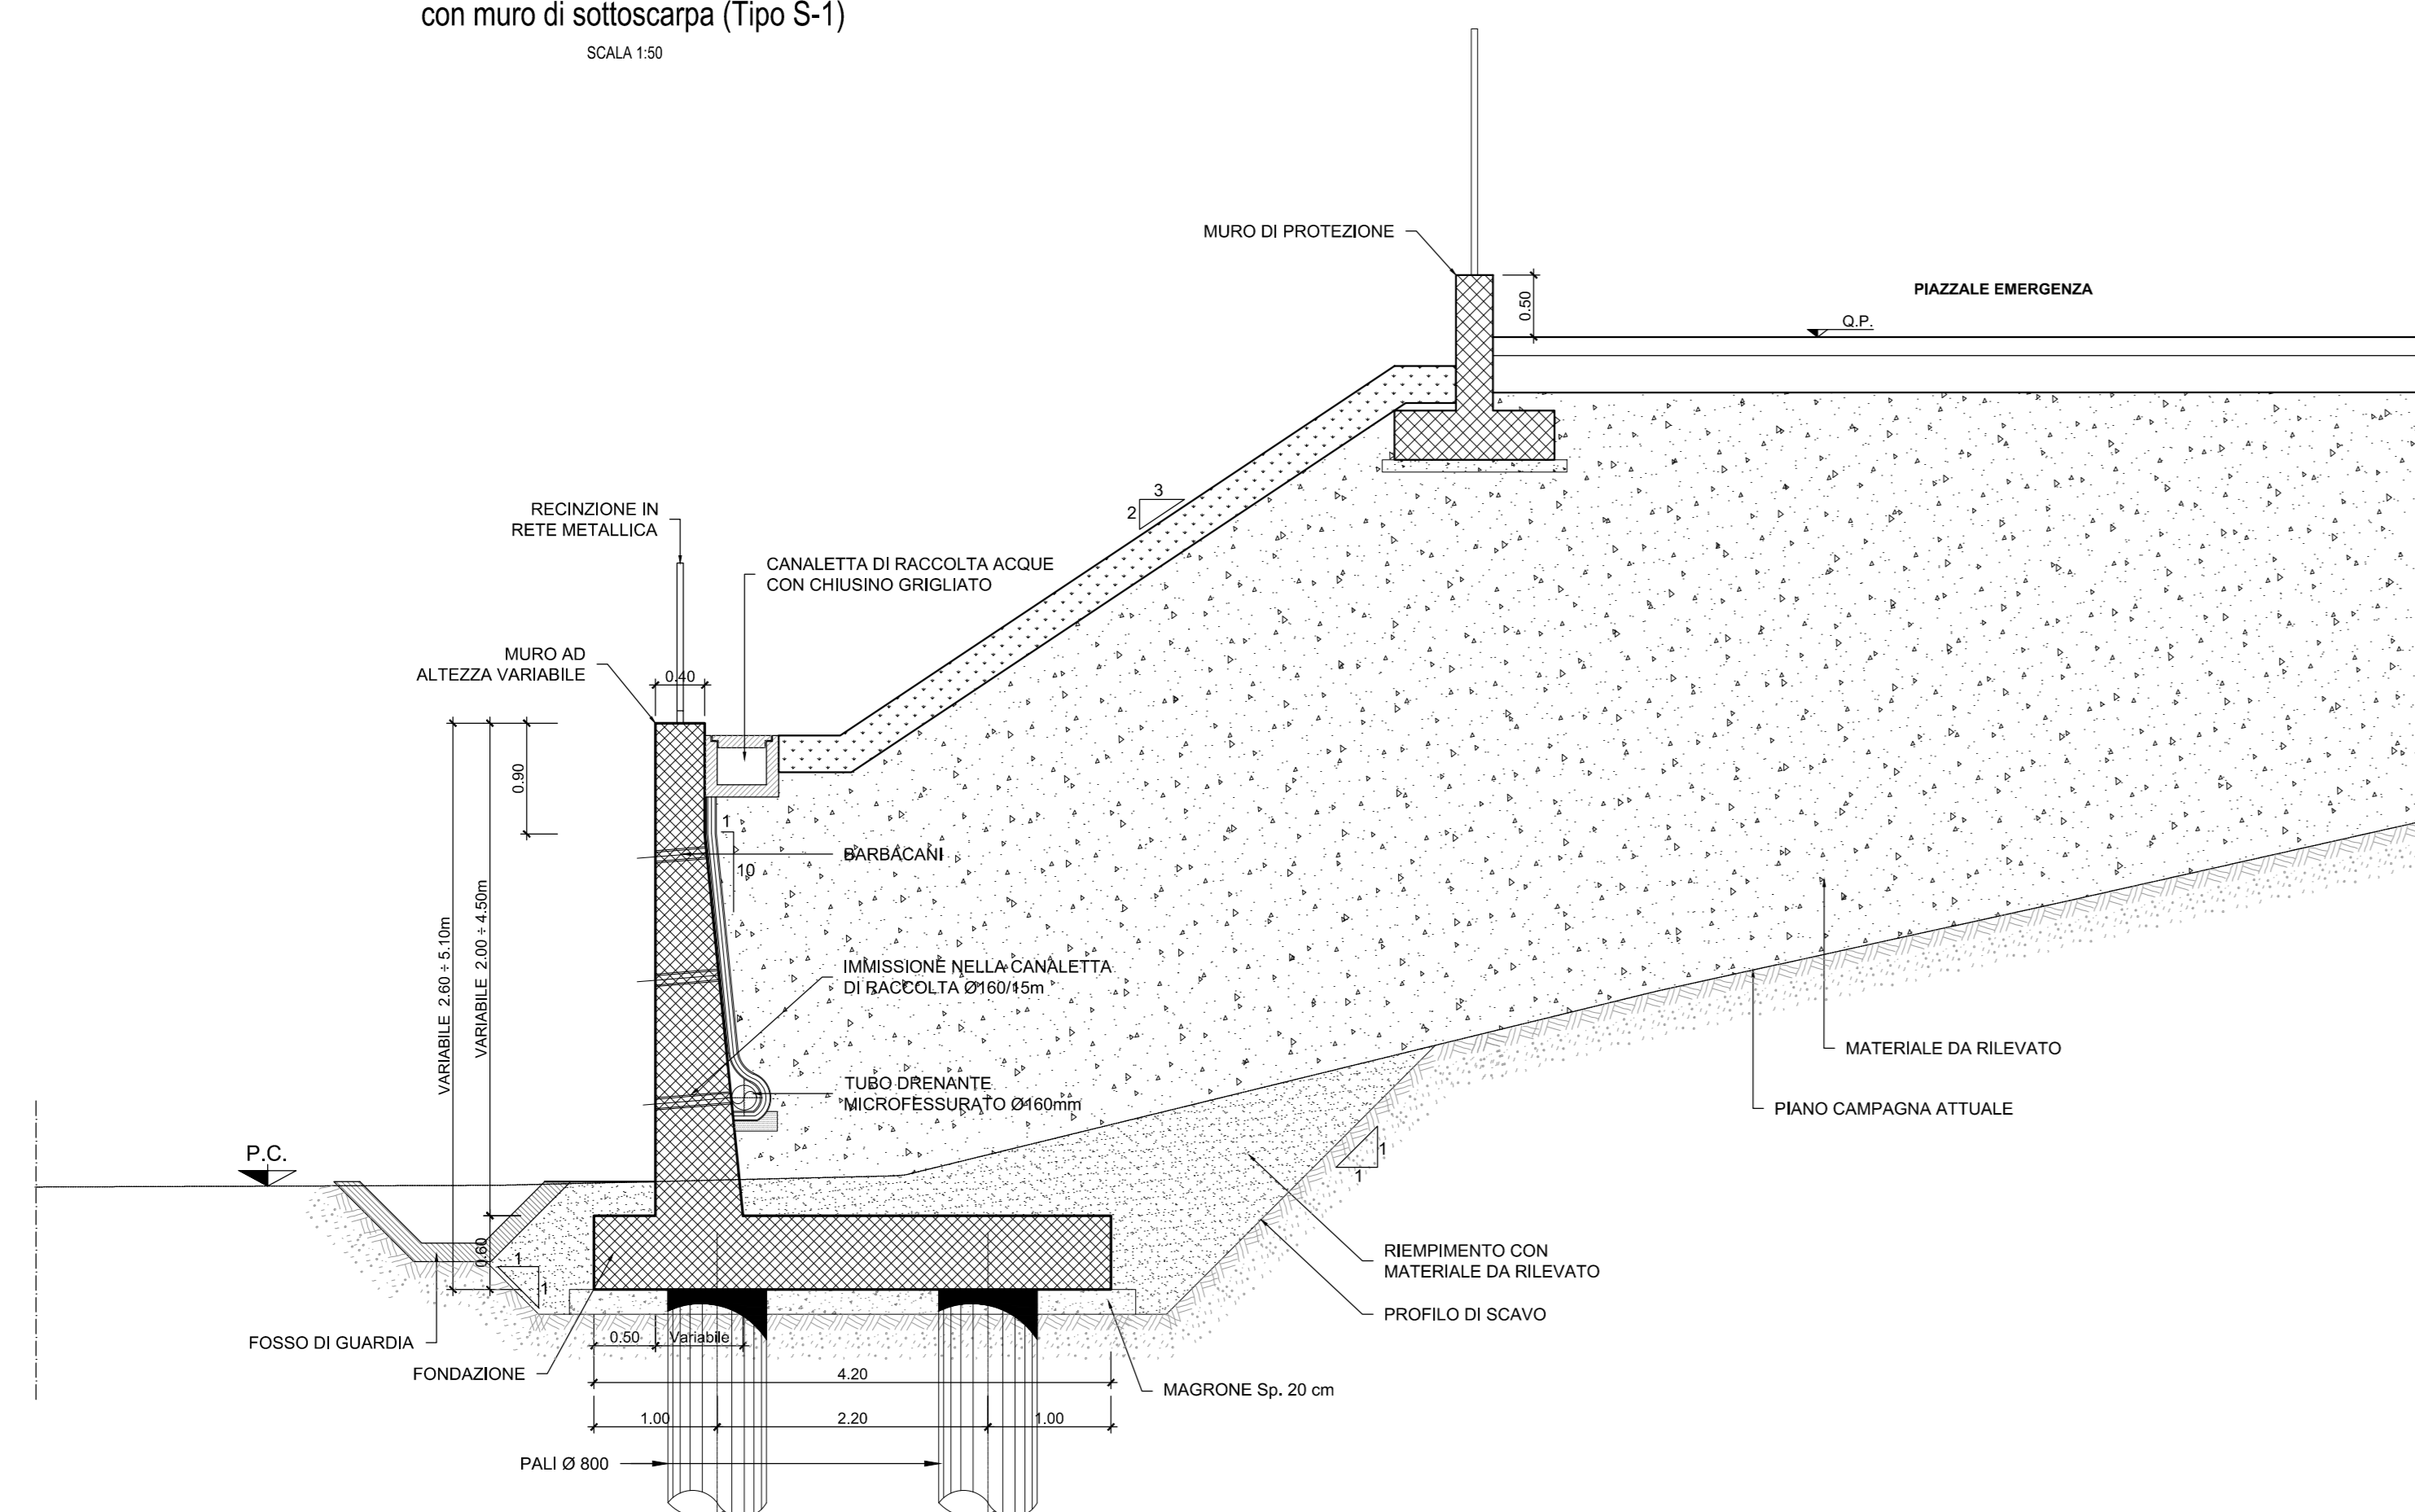 con muro di sottoscarpa (Tipo S-1)
SCALA 1:50
MURO DI PROTEZIONE
0.50
PIAZZALE EMERGENZA
Q.P.
3
2
RECINZIONE IN
RETE METALLICA
CANALETTA DI RACCOLTA ACQUE
CON CHIUSINO GRIGLIATO
MURO AD
ALTEZZA VARIABILE
0.40
0.90
1
10
BARBACANI
VARIABILE 2.60 ÷ 5.10m
VARIABILE 2.00 ÷ 4.50m
IMMISSIONE NELLA CANALETTA
DI RACCOLTA Ø160/15m
MATERIALE DA RILEVATO
TUBO DRENANTE
MICROFESSURATO Ø160mm
PIANO CAMPAGNA ATTUALE
P.C.
1
1
0.60
1
1
RIEMPIMENTO CON
MATERIALE DA RILEVATO
PROFILO DI SCAVO
FOSSO DI GUARDIA
0.50
Variabile
FONDAZIONE
4.20
MAGRONE Sp. 20 cm
1.00
2.20
1.00
PALI Ø 800